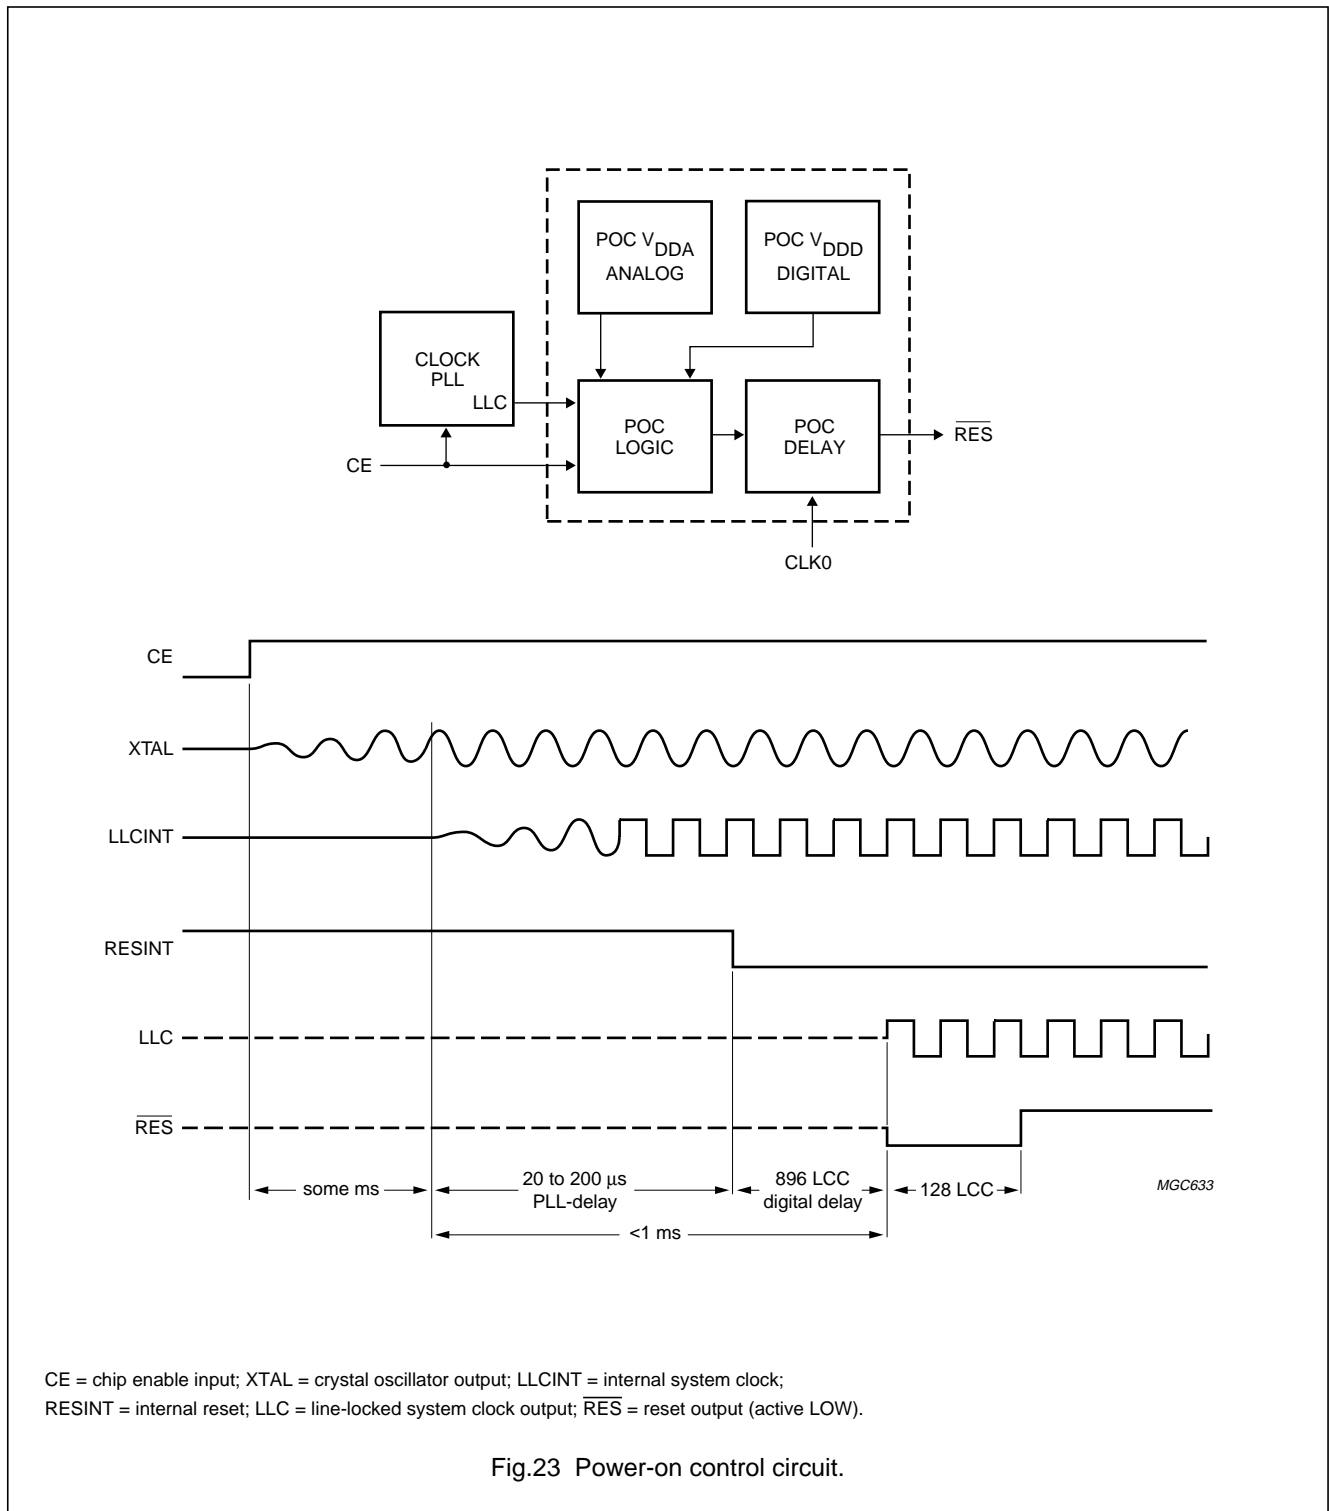 POC VDDA
ANALOG
POC VDDD
DIGITAL
CLOCK
PLL
LLC
POC
LOGIC
POC
DELAY
RES
CE
CLK0
CE
XTAL
LLCINT
RESINT
LLC
RES
some ms
20 to 200 µs
PLL-delay
896 LCC
digital delay
128 LCC
MGC633
<1 ms
CE = chip enable input; XTAL = crystal oscillator output; LLCINT = internal system clock;
RESINT = internal reset; LLC = line-locked system clock output; RES = reset output (active LOW).
Fig.23 Power-on control circuit.